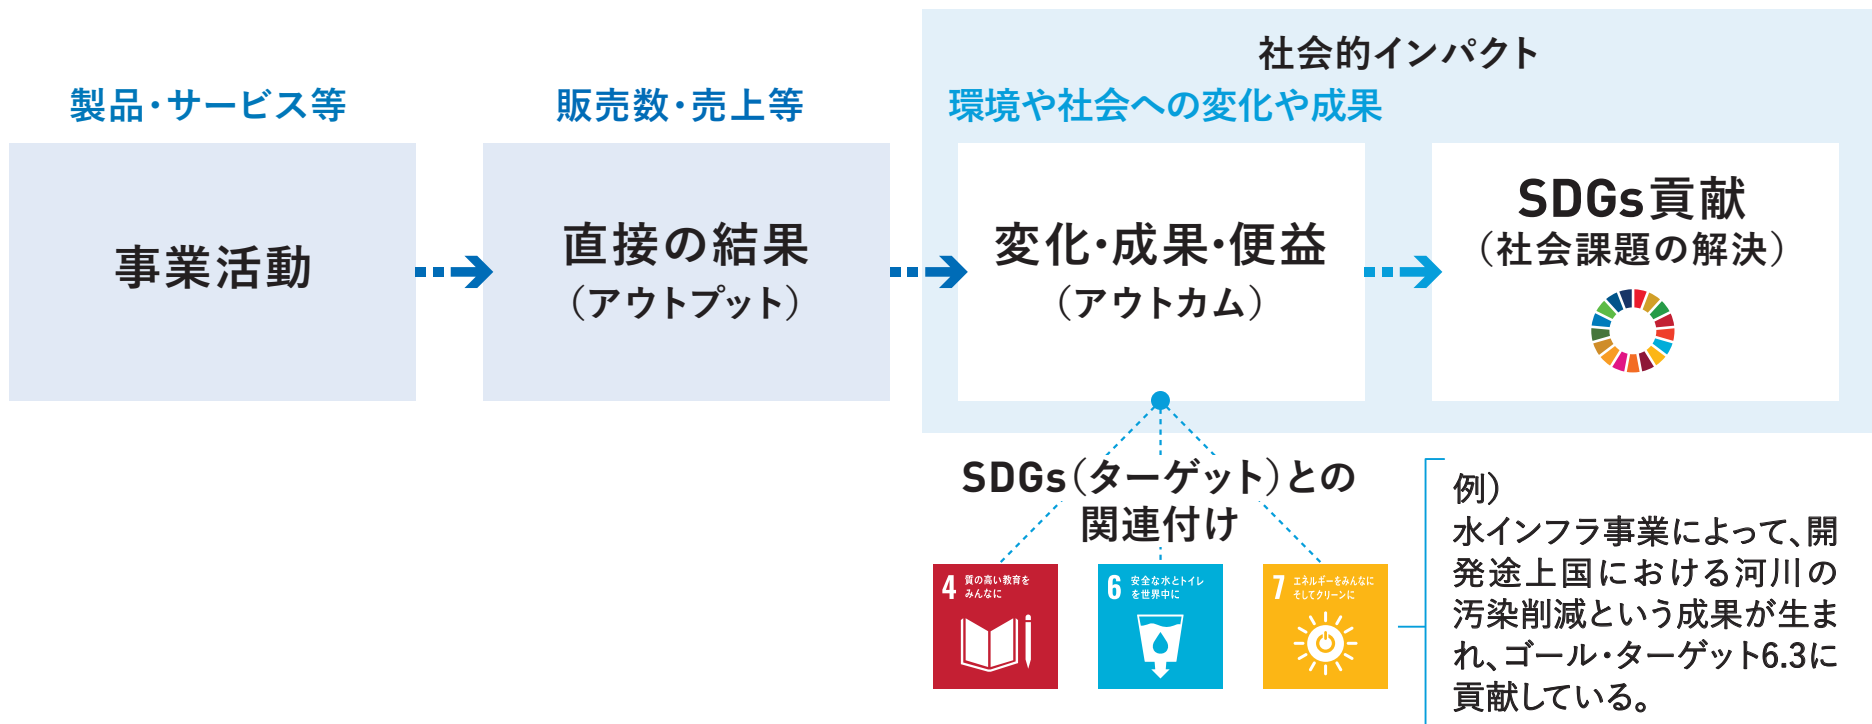 社会的インパクト
製品・サービス等
販売数・売上等
環境や社会への変化や成果
事業活動
直接の結果
（アウトプット）
変化・成果・便益
（アウトカム）
SDGs貢献
（社会課題の解決）
SDGs（ターゲット）との
関連付け
4 質の高い教育を
みんなに
6 安全な水とトイレ
を世界中に
7 エネルギーをみんなに
そしてクリーンに
例）
水インフラ事業によって、開
発途上国における河川の
汚染削減という成果が生ま
れ、ゴール・ターゲット6.3に
貢献している。